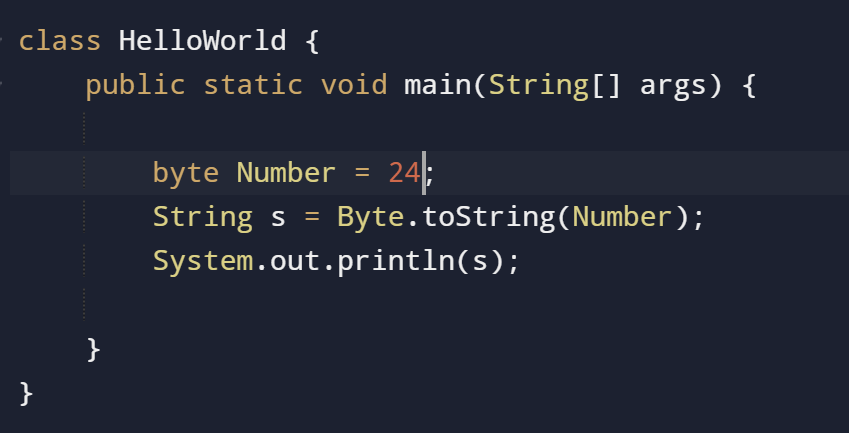 class HelloWorld {
    public static void main(String[] args) {
        byte Number = 24;
        String s = Byte.toString(Number);
        System.out.println(s);
    }
}